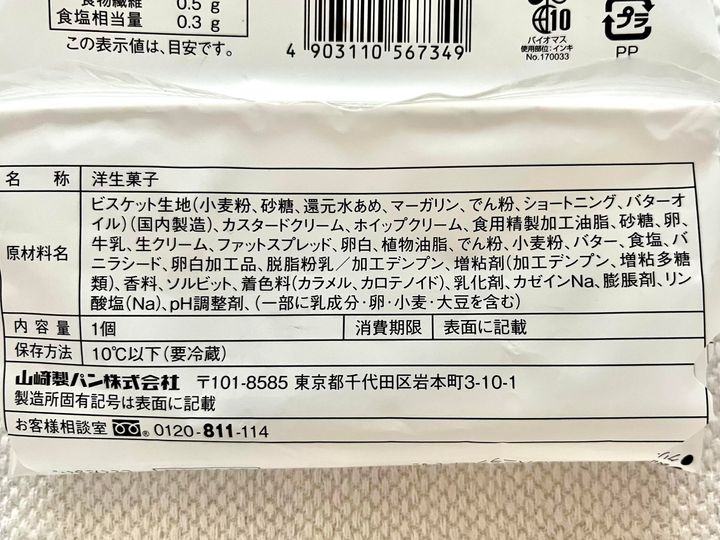 食物繊維 0.5 g
食塩相当量 0.3 g
この表示値は、目安です。
4 903110 567349
10
バイオマス
使用部位:インキ
No.170033
プラ
PP
名 称 洋生菓子
原材料名 ビスケット生地(小麦粉、砂糖、還元水あめ、マーガリン、でん粉、ショートニング、バターオ
イル)(国内製造)、カスタードクリーム、ホイップクリーム、食用精製加工油脂、砂糖、卵、
牛乳、生クリーム、ファットスプレッド、卵白、植物油脂、でん粉、小麦粉、バター、食塩、バ
ニラシード、卵白加工品、脱脂粉乳/加工デンプン、増粘剤(加工デンプン、増粘多糖
類)、香料、ソルビット、着色料(カラメル、カロテノイド)、乳化剤、カゼインNa、膨脹剤、リン
酸塩(Na)、pH調整剤、(一部に乳成分・卵・小麦・大豆を含む)
内容量 1個 消費期限 表面に記載
保存方法 10℃以下(要冷蔵)
山崎製パン株式会社 〒101-8585 東京都千代田区岩本町3-10-1
製造所固有記号は表面に記載
お客様相談室 0120-811-114